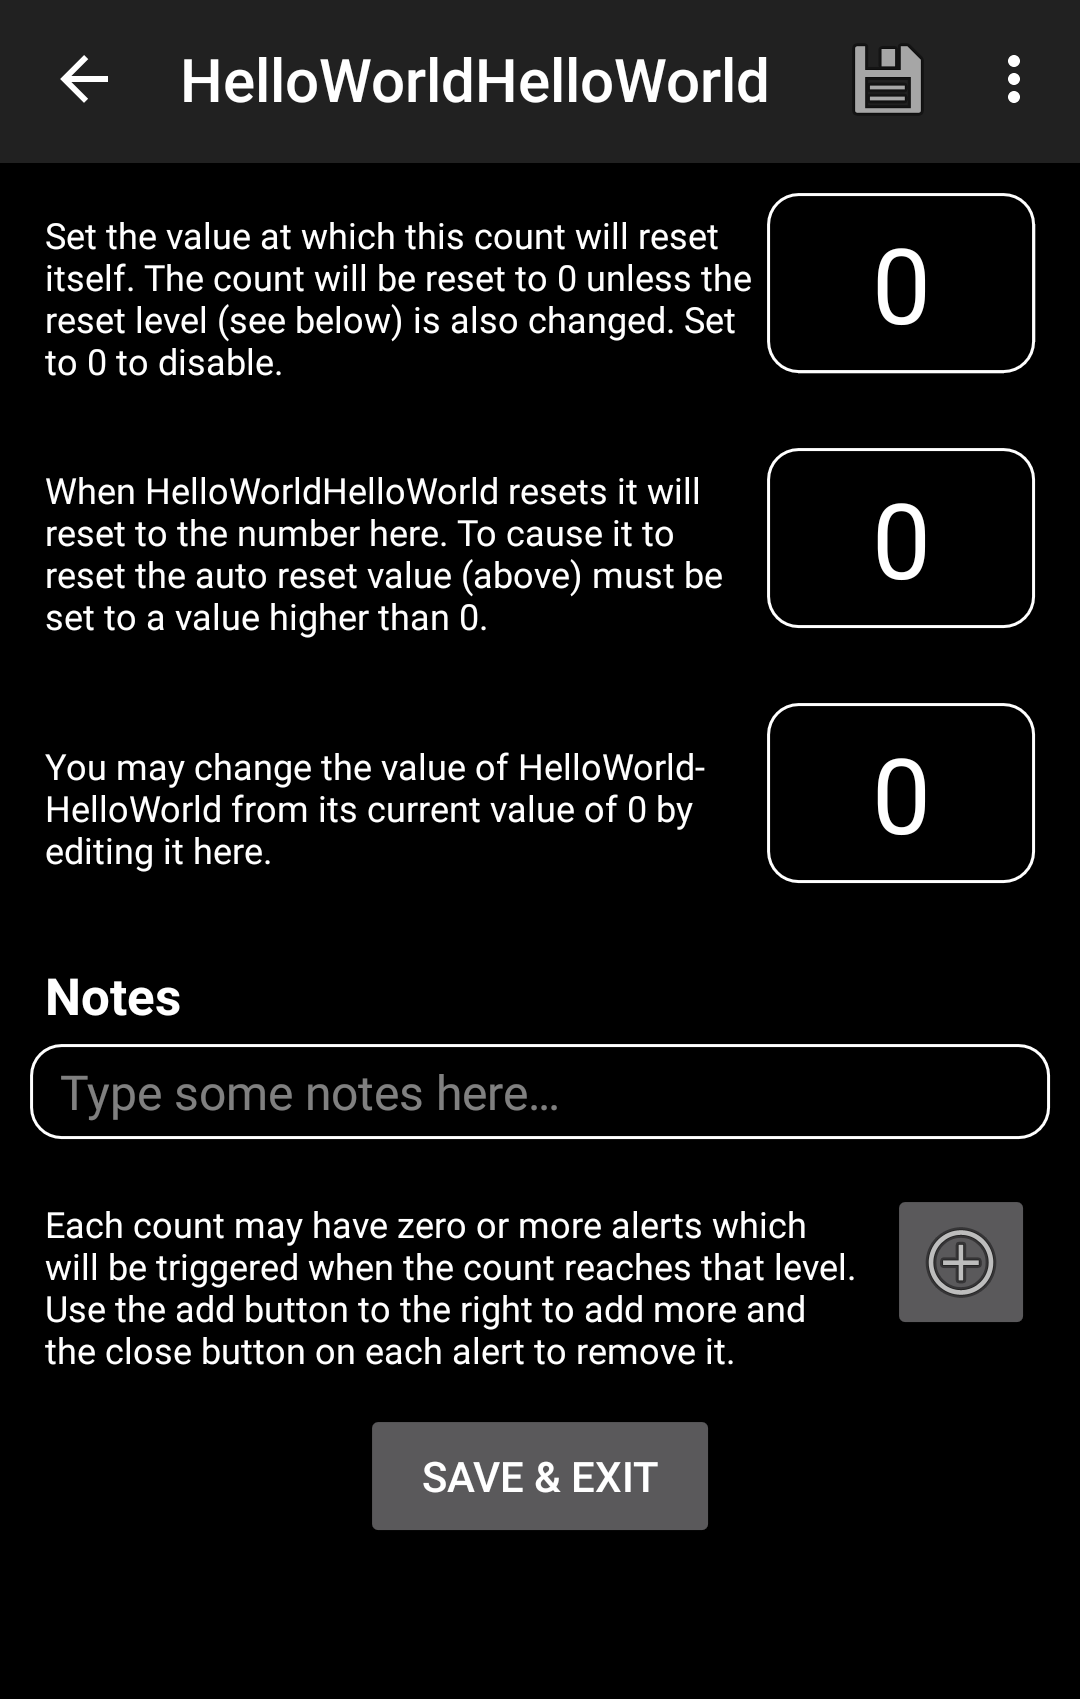 HelloWorldHelloWorld
Set the value at which this count will reset
itself. The count will be reset to 0 unless the
reset level (see below) is also changed. Set
to 0 to disable.
0
When HelloWorldHelloWorld resets it will
reset to the number here. To cause it to
reset the auto reset value (above) must be
set to a value higher than 0.
0
You may change the value of HelloWorld-
HelloWorld from its current value of 0 by
editing it here.
0
Notes
Type some notes here...
Each count may have zero or more alerts which
will be triggered when the count reaches that level.
Use the add button to the right to add more and
the close button on each alert to remove it.
SAVE & EXIT